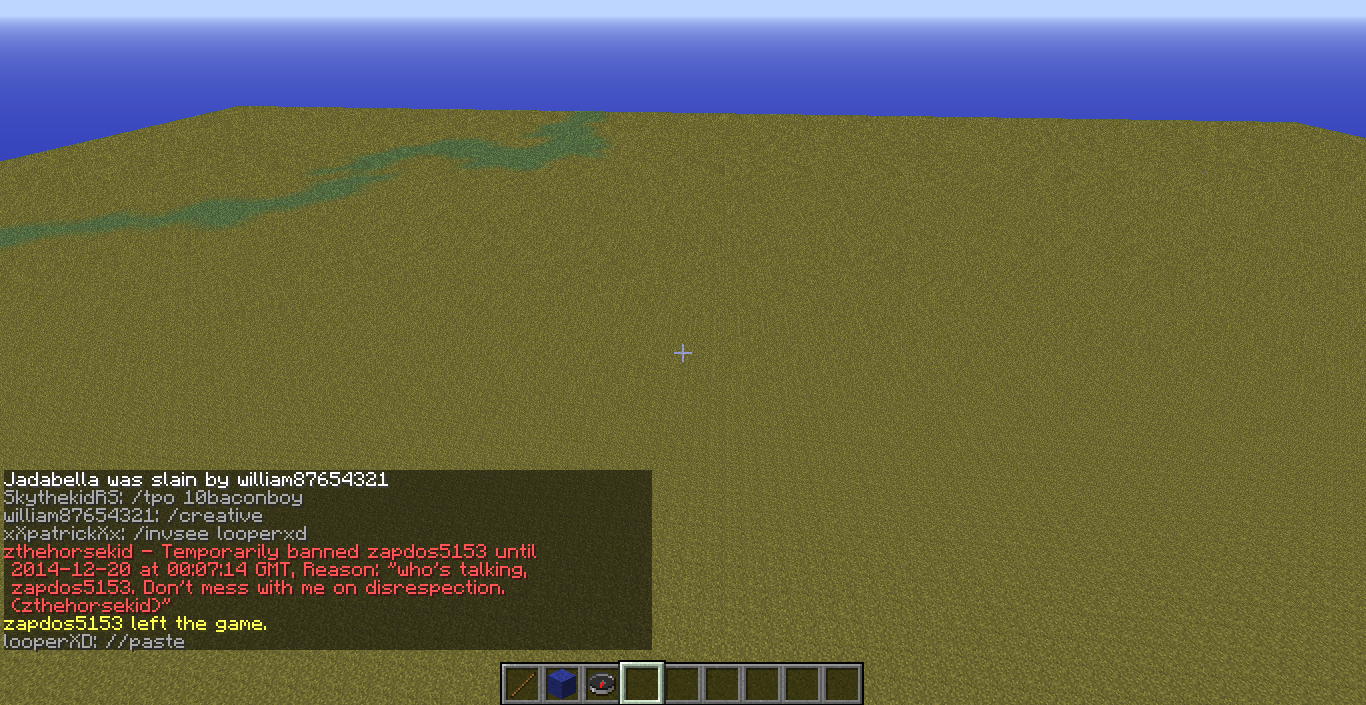 Jadabella was slain by william87654321
SkythekidRS: /tpo 10baconboy
william87654321: /creative
xXpatrickXx: /invsee looperxd
zthehorsekid - Temporarily banned zapdos5153 until
2014-12-20 at 00:07:14 GMT, Reason: "who's talking,
zapdos5153. Don't mess with me on disrespection.
(zthehorsekid)"
zapdos5153 left the game.
looperXD: //paste